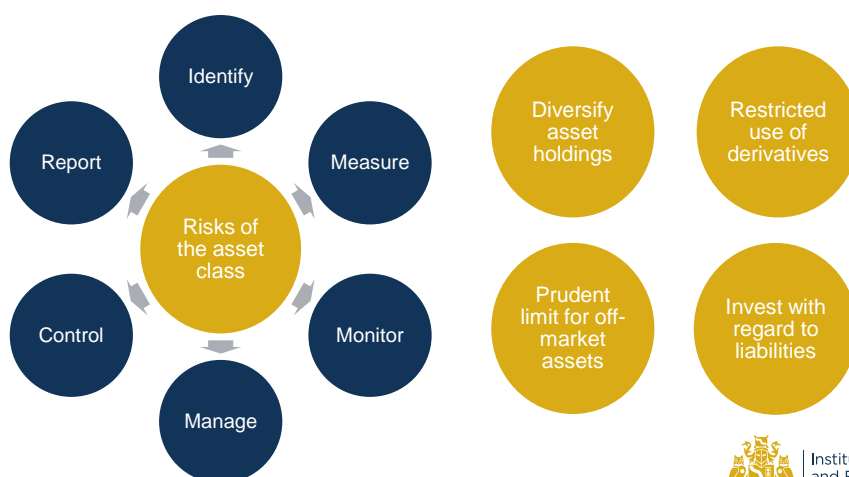 Identify
Measure
Monitor
Manage
Control
Report
Risks of
the asset
class
Diversify
asset
holdings
Restricted
use of
derivatives
Prudent
limit for off-
market
assets
Invest with
regard to
liabilities